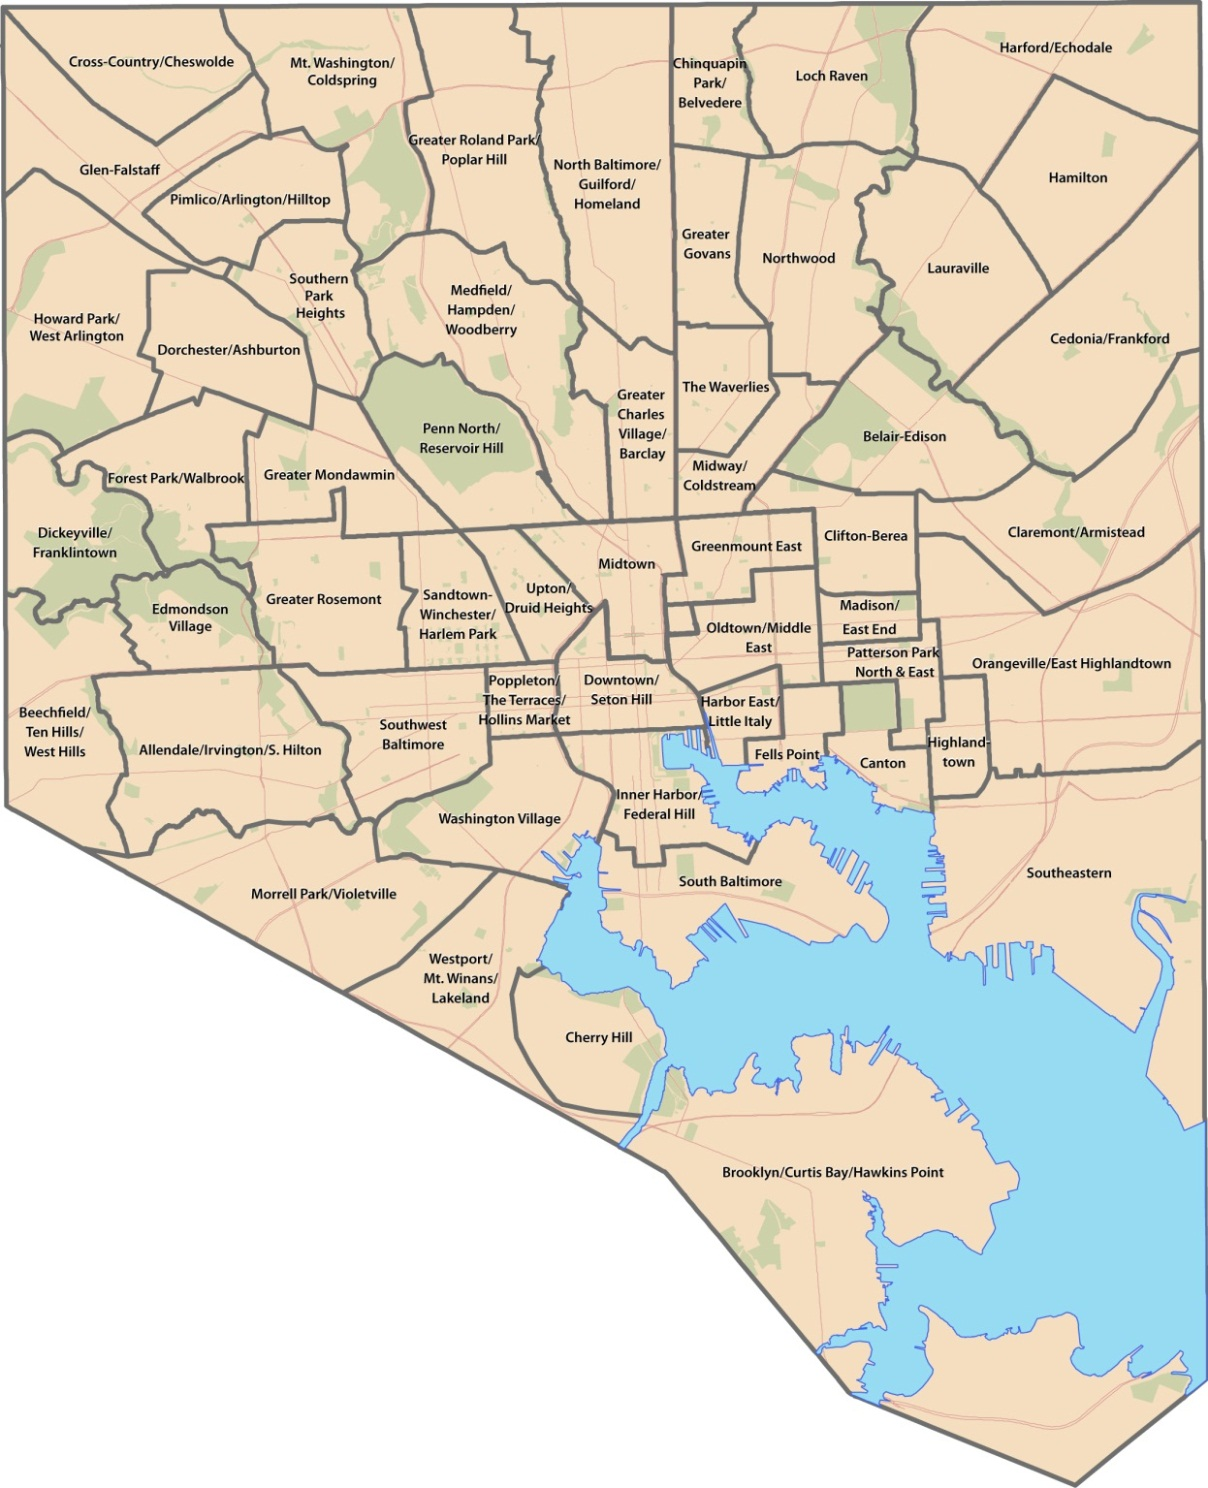 Cross-Country/Cheswolde
Mt. Washington/
Coldspring
Greater Roland Park/
Poplar Hill
North Baltimore/
Guilford/
Homeland
Chinquapin
Park/
Belvedere
Loch Raven
Harford/Echodale
Hamilton
Glen-Falstaff
Pimlico/Arlington/Hilltop
Greater
Govans
Northwood
Lauraville
Southern
Park
Heights
Medfield/
Hampden/
Woodberry
Howard Park/
West Arlington
Dorchester/Ashburton
Cedonia/Frankford
The Waverlies
Greater
Charles
Village/
Barclay
Penn North/
Reservoir Hill
Belair-Edison
Midway/
Coldstream
Forest Park/Walbrook
Greater Mondawmin
Dickeyville/
Franklintown
Claremont/Armistead
Clifton-Berea
Greenmount East
Midtown
Upton/
Druid Heights
Sandtown-
Winchester/
Harlem Park
Greater Rosemont
Edmondson
Village
Madison/
East End
Oldtown/Middle
East
Patterson Park
North & East
Orangeville/East Highlandtown
Poppleton/
The Terraces/
Hollins Market
Downtown/
Seton Hill
Harbor East/
Little Italy
Beechfield/
Ten Hills/
West Hills
Allendale/Irvington/S. Hilton
Southwest
Baltimore
Fells Point
Canton
Highland-
town
Inner Harbor/
Federal Hill
Washington Village
South Baltimore
Southeastern
Morrell Park/Violetville
Westport/
Mt. Winans/
Lakeland
Cherry Hill
Brooklyn/Curtis Bay/Hawkins Point